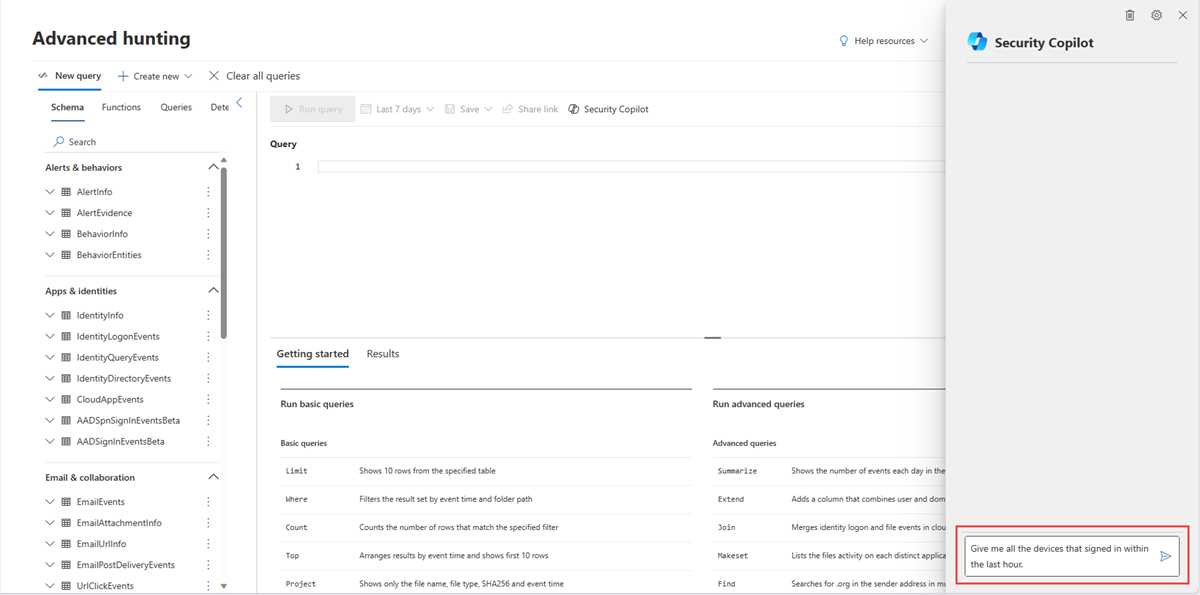 Advanced hunting
Help resources
New query
Create new
Clear all queries
Schema
Functions
Queries
Dete
Run query
Last 7 days
Save
Share link
Security Copilot
Search
Query
1
Alerts & behaviors
AlertInfo
AlertEvidence
BehaviorInfo
BehaviorEntities
Apps & identities
IdentityInfo
IdentityLogonEvents
IdentityQueryEvents
IdentityDirectoryEvents
CloudAppEvents
AADSpnSignInEventsBeta
AADSignInEventsBeta
Email & collaboration
EmailEvents
EmailAttachmentInfo
EmailUrlInfo
EmailPostDeliveryEvents
UrlClickEvents
Getting started
Results
Run basic queries
Basic queries
Limit
Shows 10 rows from the specified table
Where
Filters the result set by event time and folder path
Count
Counts the number of rows that match the specified filter
Top
Arranges results by event time and shows first 10 rows
Project
Shows only the file name, file type, SHA256 and event time
Run advanced queries
Advanced queries
Summarize
Shows the number of events each day in the
Extend
Adds a column that combines user and dom
Join
Merges identity logon and file events in clou
Makeset
Lists the files activity on each distinct applica
Find
Searches for .org in the sender address in mu
Security Copilot
Give me all the devices that signed in within
the last hour.